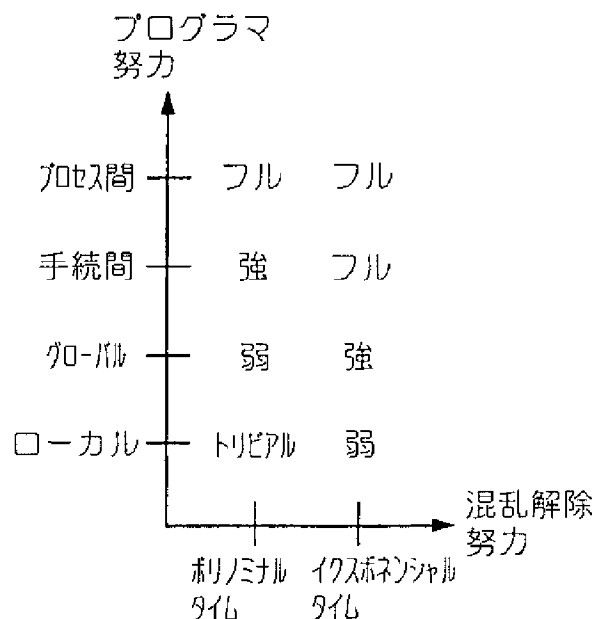 プログラマ
努力
プロセス間 フル フル
手続間 強 フル
グローバル 弱 強
ローカル トリビアル 弱
混乱解除
努力
ポリノミナル イクスポネンシャル
タイム タイム